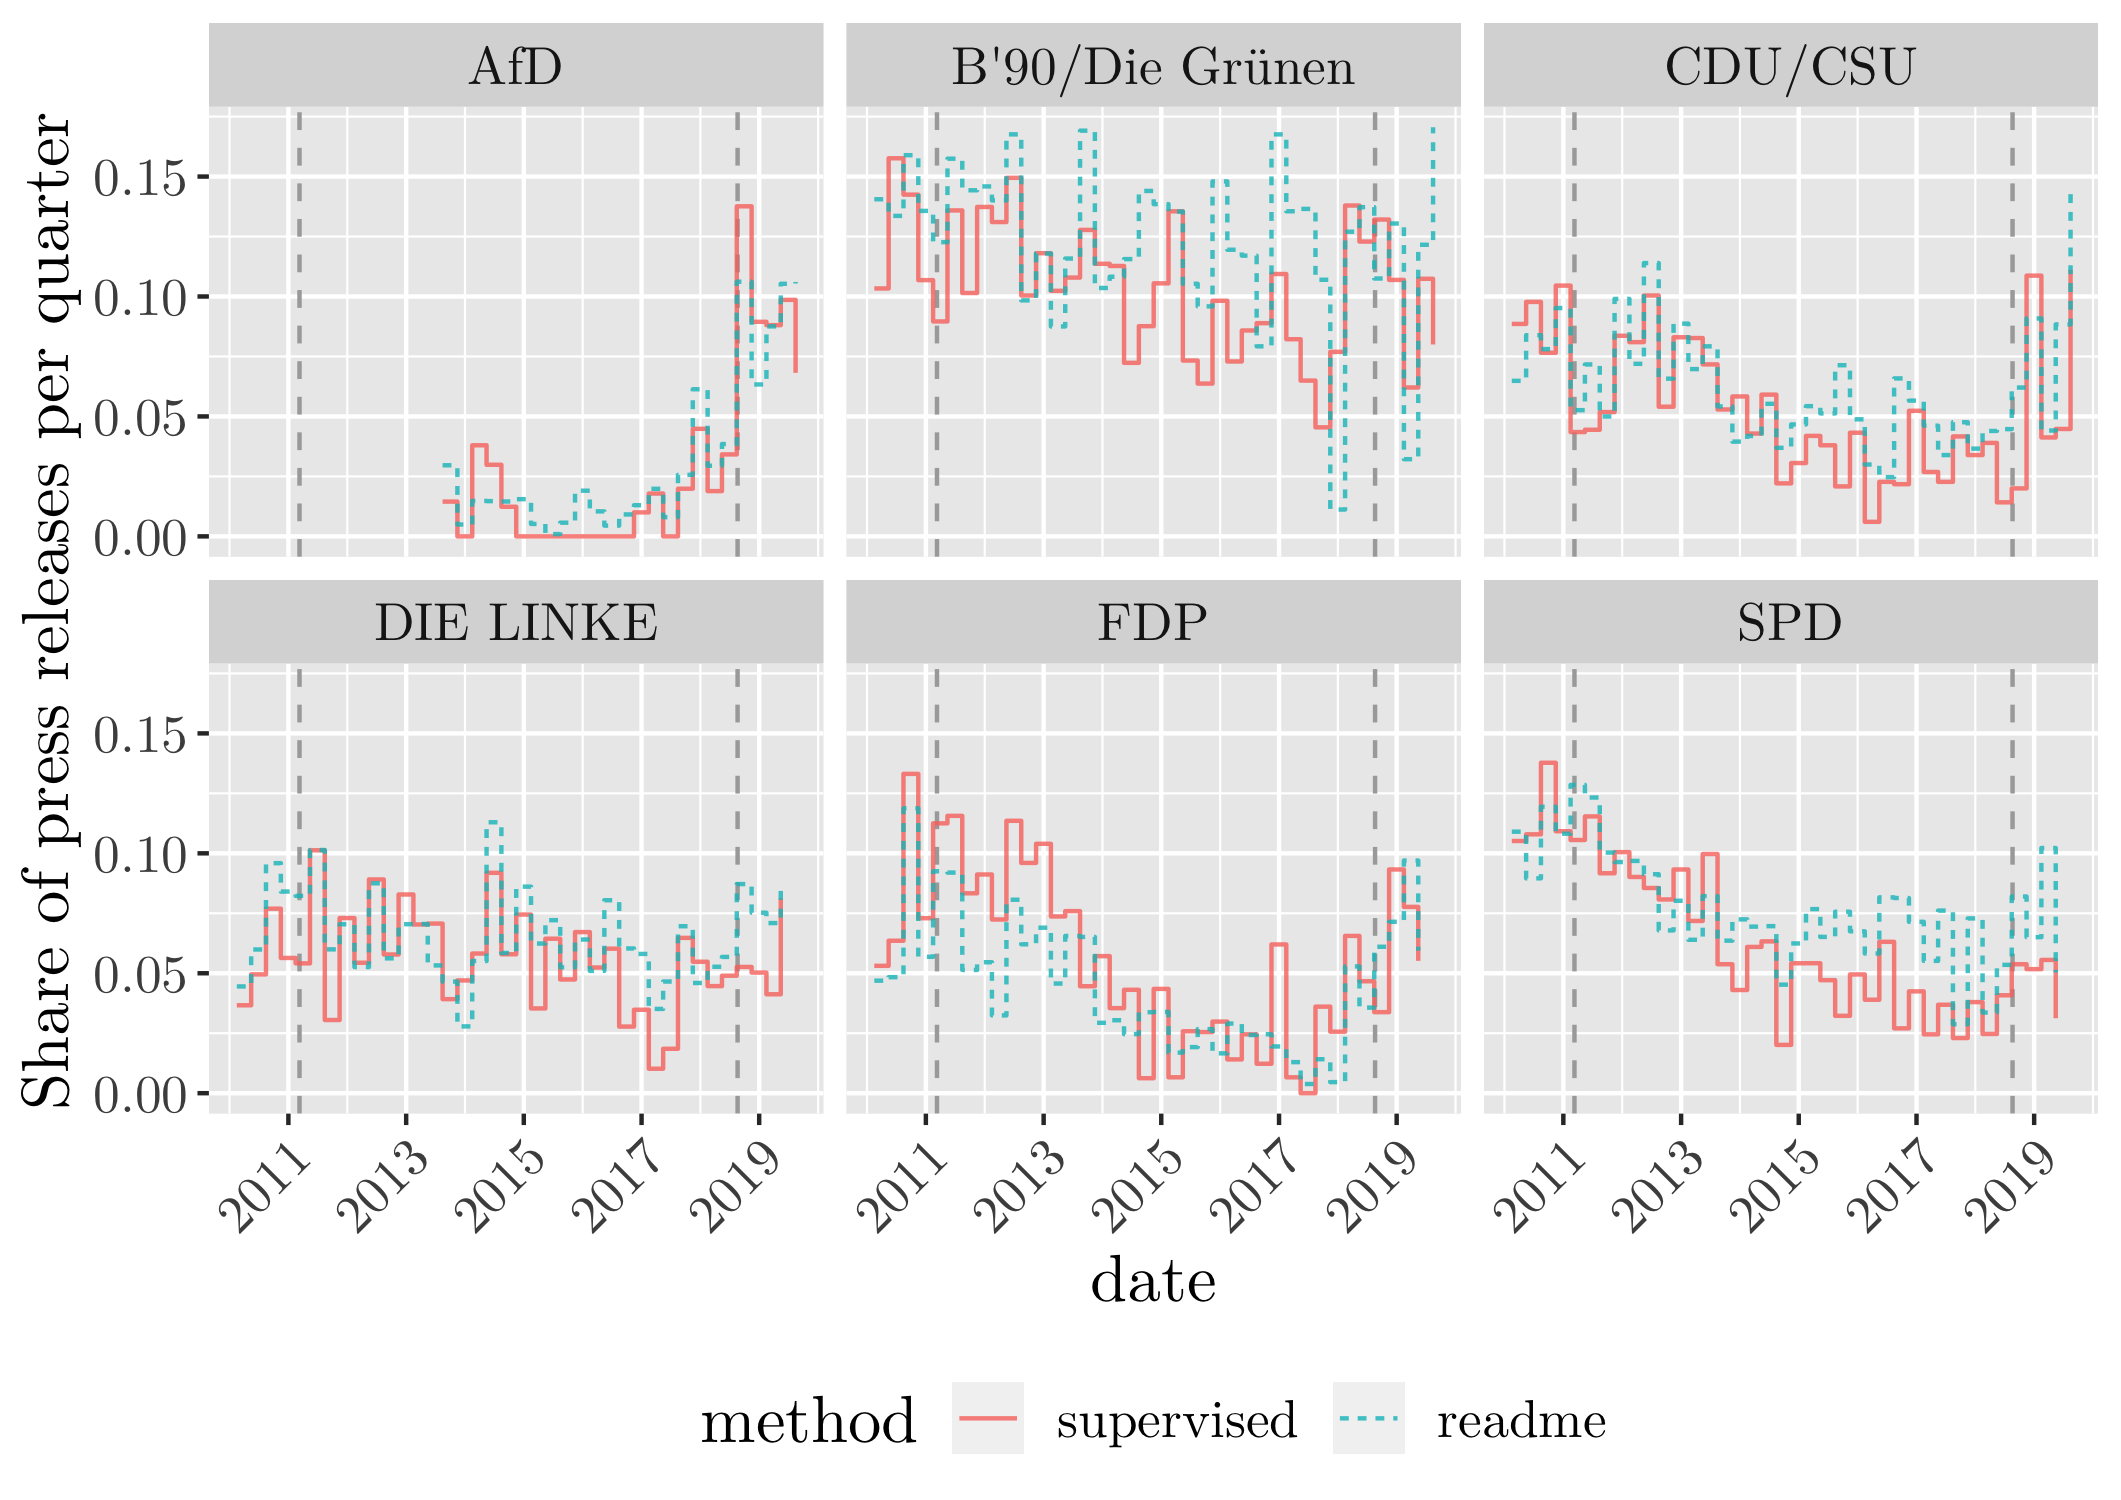 Share of press releases per quarter
AfD
B'90/Die Grünen
CDU/CSU
0.15
0.10
0.05
0.00
DIE LINKE
FDP
SPD
0.15
0.10
0.05
0.00
2011 2013 2015 2017 2019
2011 2013 2015 2017 2019
2011 2013 2015 2017 2019
date
method supervised readme